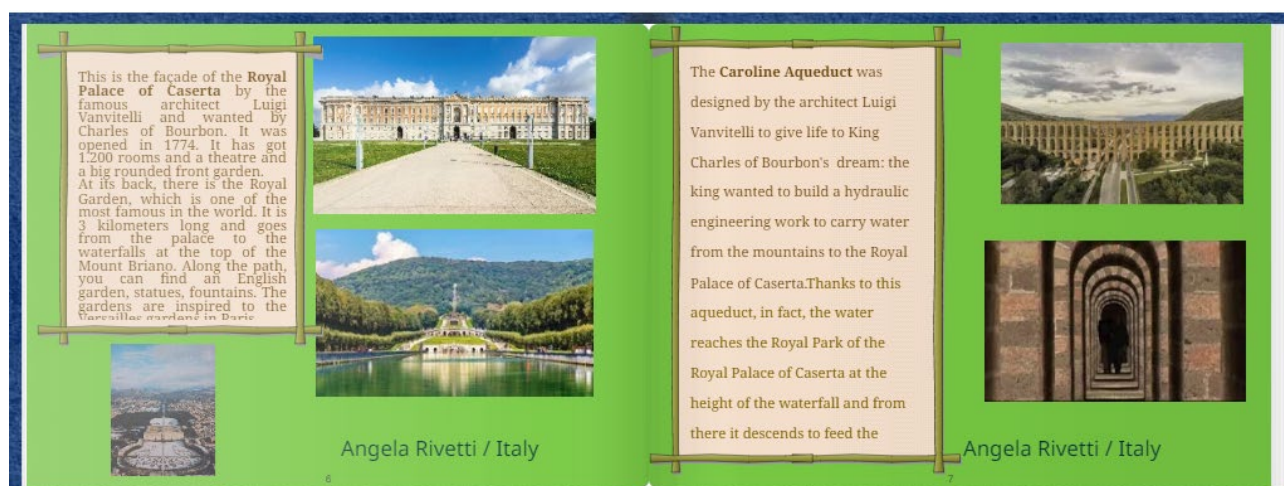 This is the façade of the Royal
Palace of Caserta by the
famous architect Luigi
Vanvitelli and wanted by
Charles of Bourbon. It was
opened in 1774. It has got
1.200 rooms and a theatre and
a big rounded front garden.
At its back, there is the Royal
Garden, which is one of the
most famous in the world. It is
3 kilometers long and goes
from the palace to the
waterfalls at the top of the
Mount Briano. Along the path,
you can find an English
garden, statues, fountains. The
gardens are inspired to the
Versailles gardens in Paris
Angela Rivetti / Italy
6
The Caroline Aqueduct was
designed by the architect Luigi
Vanvitelli to give life to King
Charles of Bourbon's dream: the
king wanted to build a hydraulic
engineering work to carry water
from the mountains to the Royal
Palace of Caserta.Thanks to this
aqueduct, in fact, the water
reaches the Royal Park of the
Royal Palace of Caserta at the
height of the waterfall and from
there it descends to feed the
Angela Rivetti / Italy
7